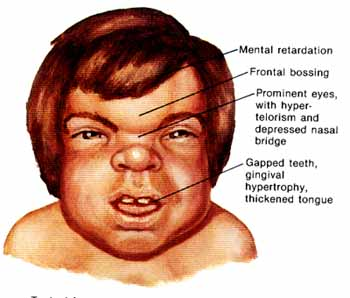 Mental retardation
Frontal bossing
Prominent eyes,
with hyper-
telorism and
depressed nasal
bridge
Gapped teeth,
gingival
hypertrophy,
thickened tongue